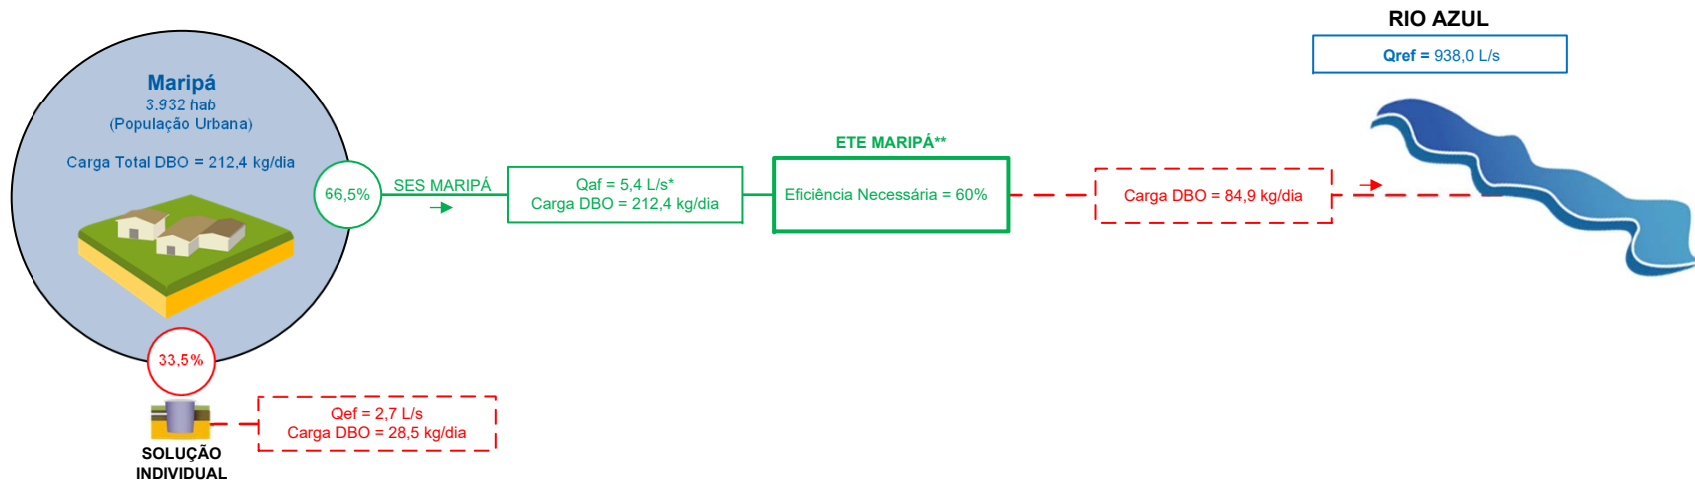 RIO AZUL
Qref = 938,0 L/s
Maripá
3.932 hab
(População Urbana)
Carga Total DBO = 212,4 kg/dia
66,5%
SES MARIPÁ
Qaf = 5,4 L/s*
Carga DBO = 212,4 kg/dia
ETE MARIPÁ**
Eficiência Necessária = 60%
Carga DBO = 84,9 kg/dia
33,5%
Qef = 2,7 L/s
Carga DBO = 28,5 kg/dia
SOLUÇÃO
INDIVIDUAL